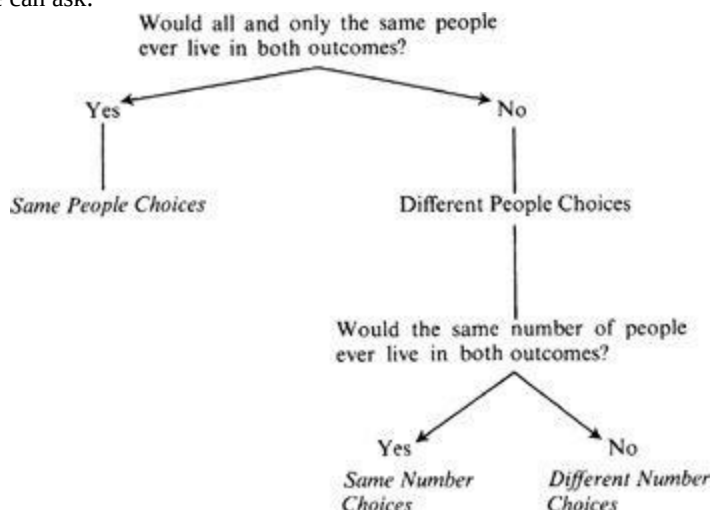 can ask:
Would all and only the same people
ever live in both outcomes?
Yes
No
Same People Choices
Different People Choices
Would the same number of people
ever live in both outcomes?
Yes
No
Same Number
Choices
Different Number
Choices